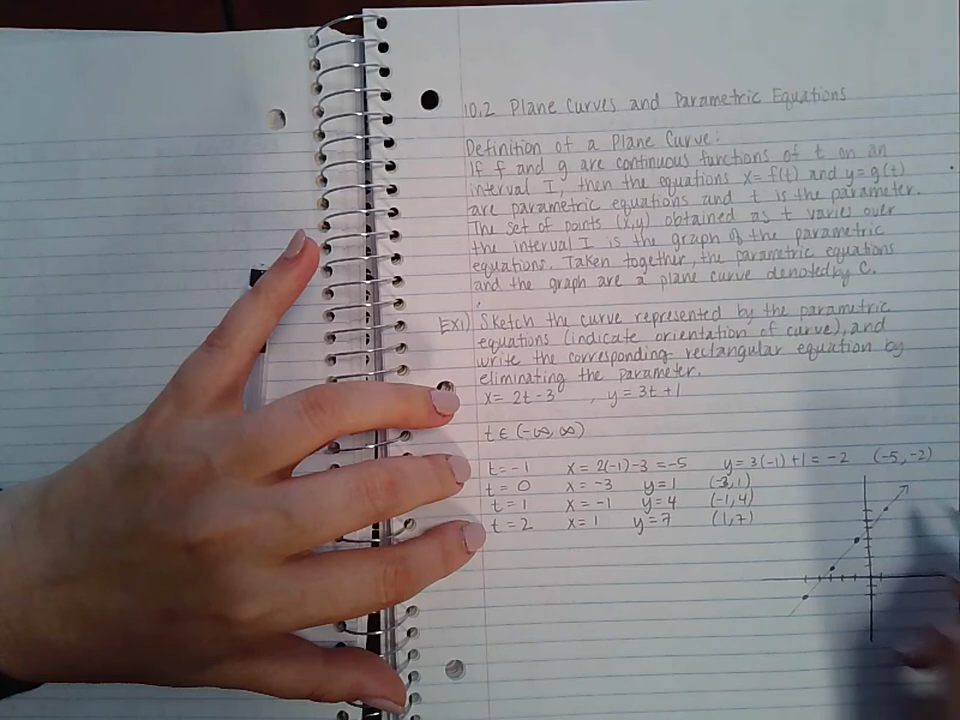 10.2 Plane Curves and Parametric Equations
Definition of a Plane Curve:
If f and g are continuous functions of t on an
interval I, then the equations x=f(t) and y=g(t)
are parametric equations and t is the parameter.
The set of points (x,y) obtained as t varies over
the interval I is the graph of the parametric
equations. Taken together, the parametric equations
and the graph are a plane curve denoted by C.
EX1) Sketch the curve represented by the parametric
equations (indicate orientation of curve), and
write the corresponding rectangular equation by
eliminating the parameter.
x= 2t-3 , y=3t+1
t∈(-∞,∞)
t=-1 x=2(-1)-3=-5 y=3(-1)+1=-2 (-5,-2)
t=0 x=-3 y=1 (-3,1)
t=1 x=-1 y=4 (-1,4)
t=2 x=1 y=7 (1,7)